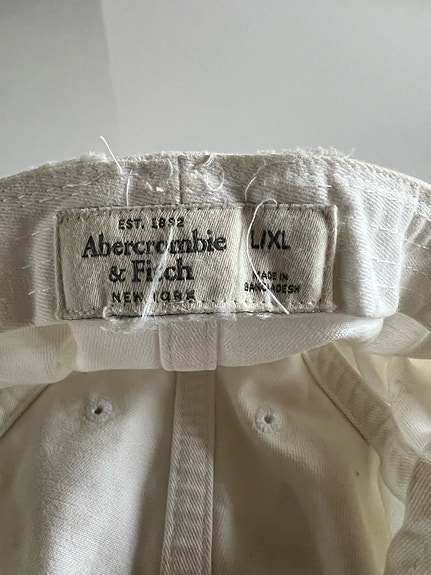 EST. 1892
Abercrombie
& Fitch
NEW YORK
L/XL
MADE IN
BANGLADESH